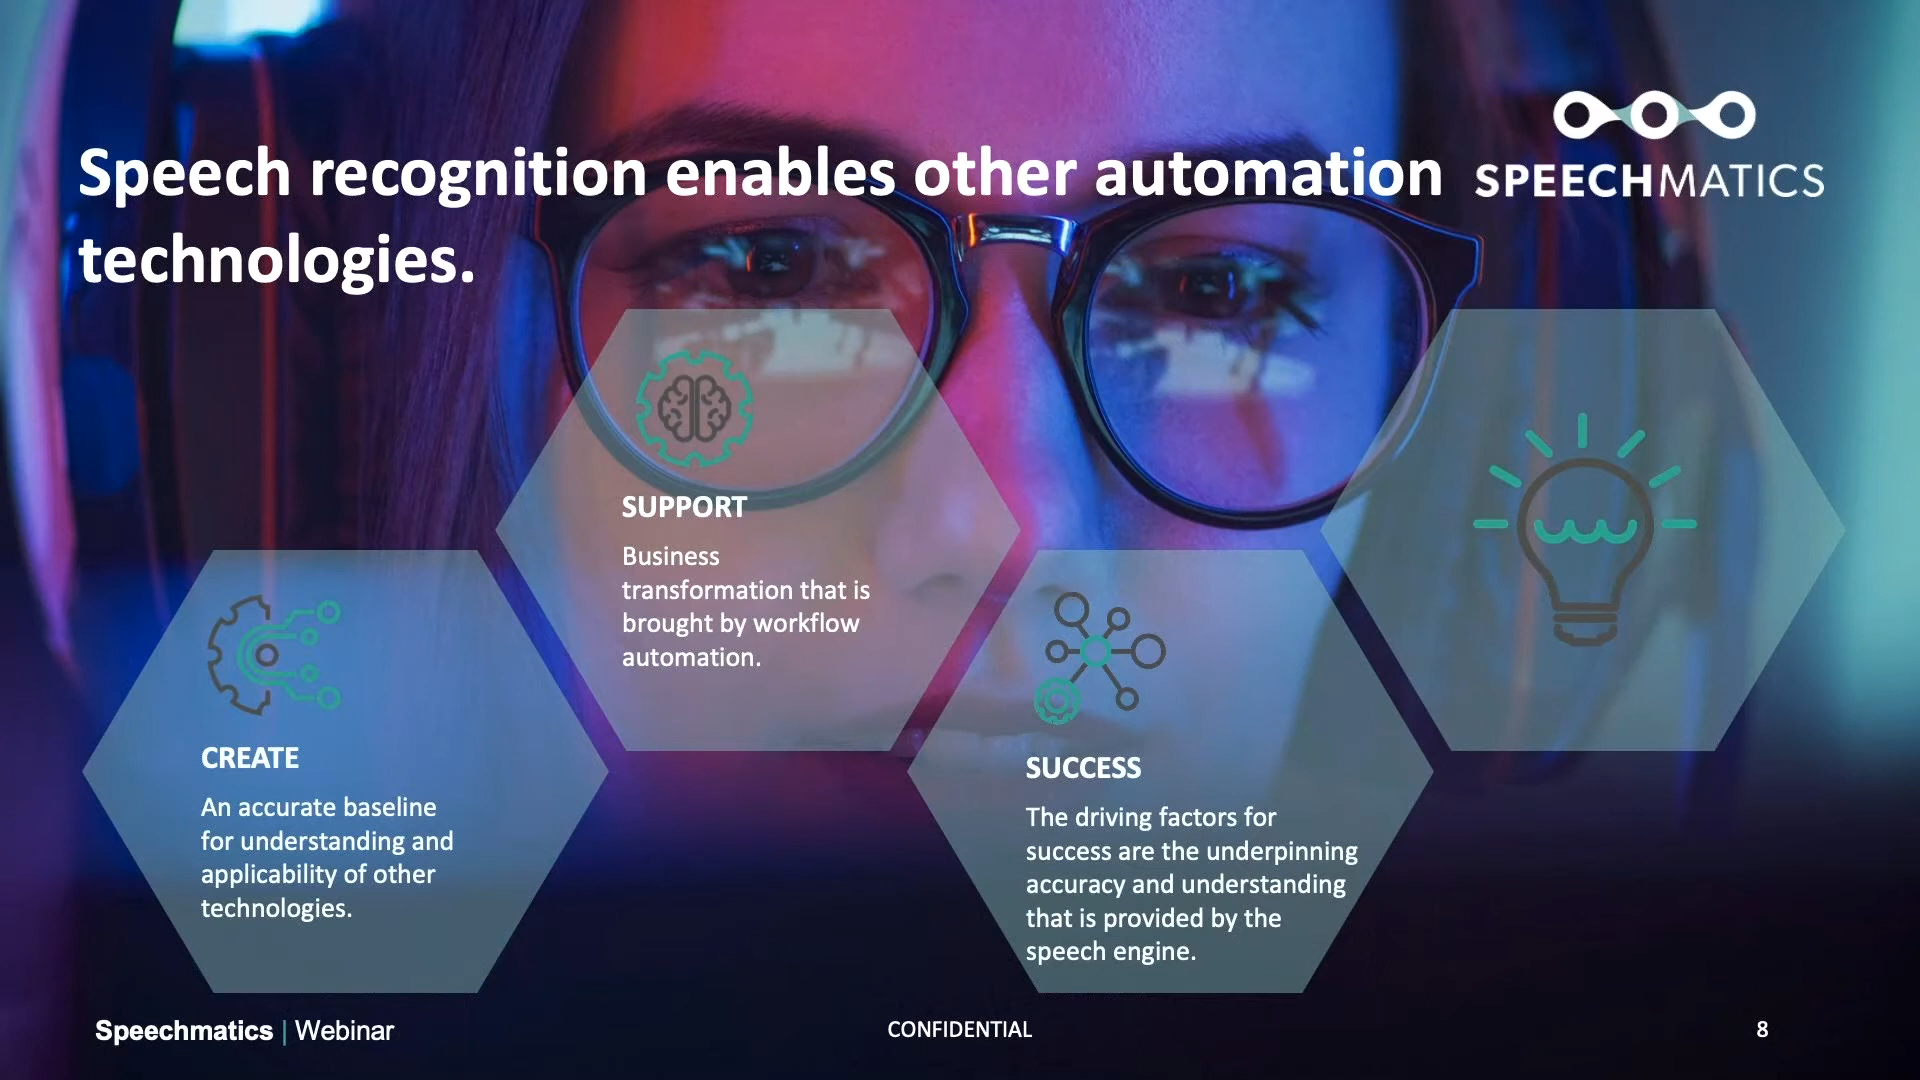 Speech recognition enables other automation
technologies.
SPEECHMATICS
SUPPORT
Business
transformation that is
brought by workflow
automation.
CREATE
An accurate baseline
for understanding and
applicability of other
technologies.
SUCCESS
The driving factors for
success are the underpinning
accuracy and understanding
that is provided by the
speech engine.
Speechmatics | Webinar
CONFIDENTIAL
8